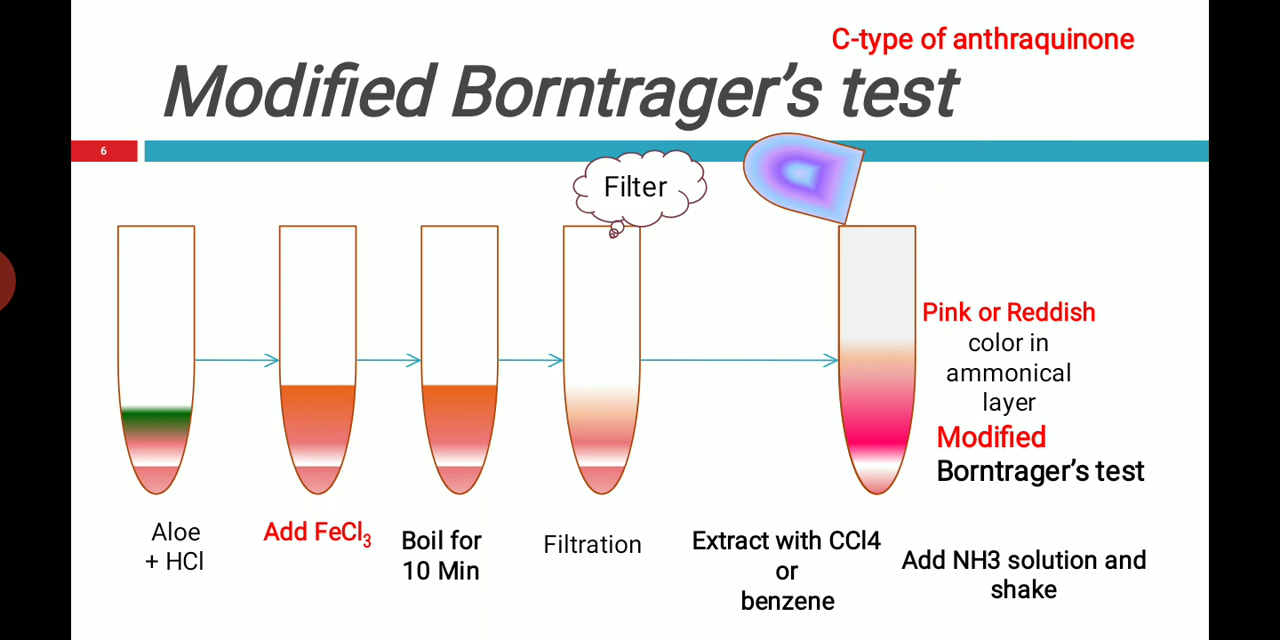 C-type of anthraquinone
Modified Borntrager’s test
6
Filter
Pink or Reddish
color in
ammonical
layer
Modified
Borntrager’s test
Aloe
+ HCl
Add FeCl₃
Boil for
10 Min
Filtration
Extract with CCl4
or
benzene
Add NH3 solution and
shake